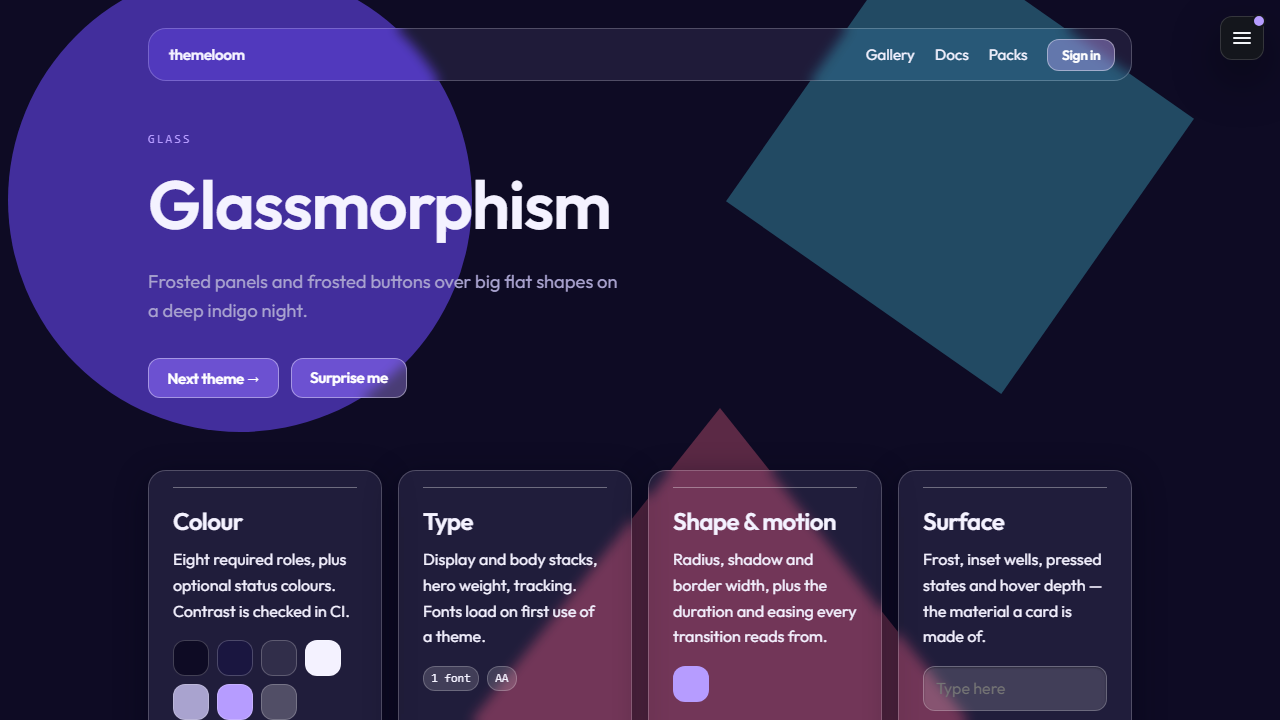 themeloom
Gallery Docs Packs Sign in
GLASS
Glassmorphism
Frosted panels and frosted buttons over big flat shapes on
a deep indigo night.
Next theme → Surprise me
Colour
Eight required roles, plus
optional status colours.
Contrast is checked in CI.
Type
Display and body stacks,
hero weight, tracking.
Fonts load on first use of
a theme.
1 font AA
Shape & motion
Radius, shadow and
border width, plus the
duration and easing every
transition reads from.
Surface
Frost, inset wells, pressed
states and hover depth —
the material a card is
made of.
Type here